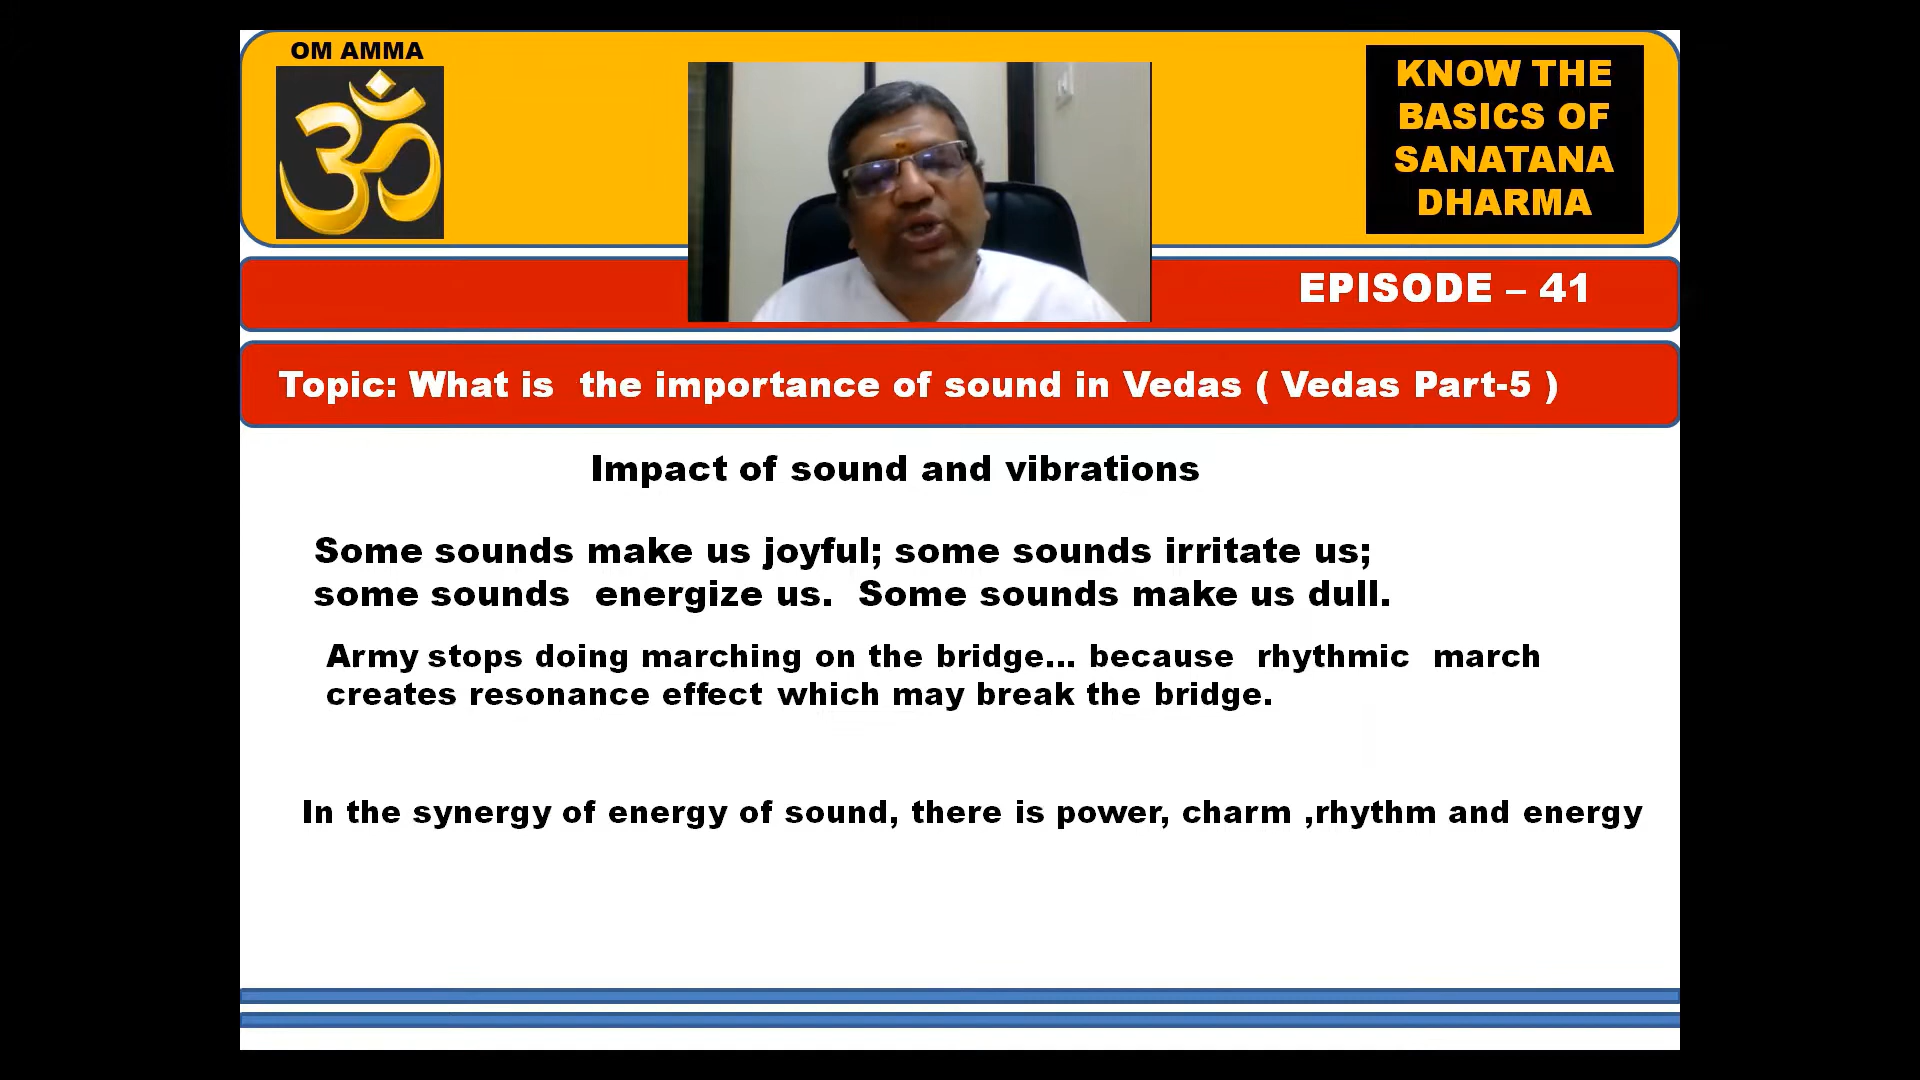 OM AMMA
KNOW THE
BASICS OF
SANATANA
DHARMA
EPISODE – 41
Topic: What is  the importance of sound in Vedas ( Vedas Part-5 )
Impact of sound and vibrations
Some sounds make us joyful; some sounds irritate us;
some sounds  energize us.  Some sounds make us dull.
Army stops doing marching on the bridge... because  rhythmic  march
creates resonance effect which may break the bridge.
In the synergy of energy of sound, there is power, charm ,rhythm and energy